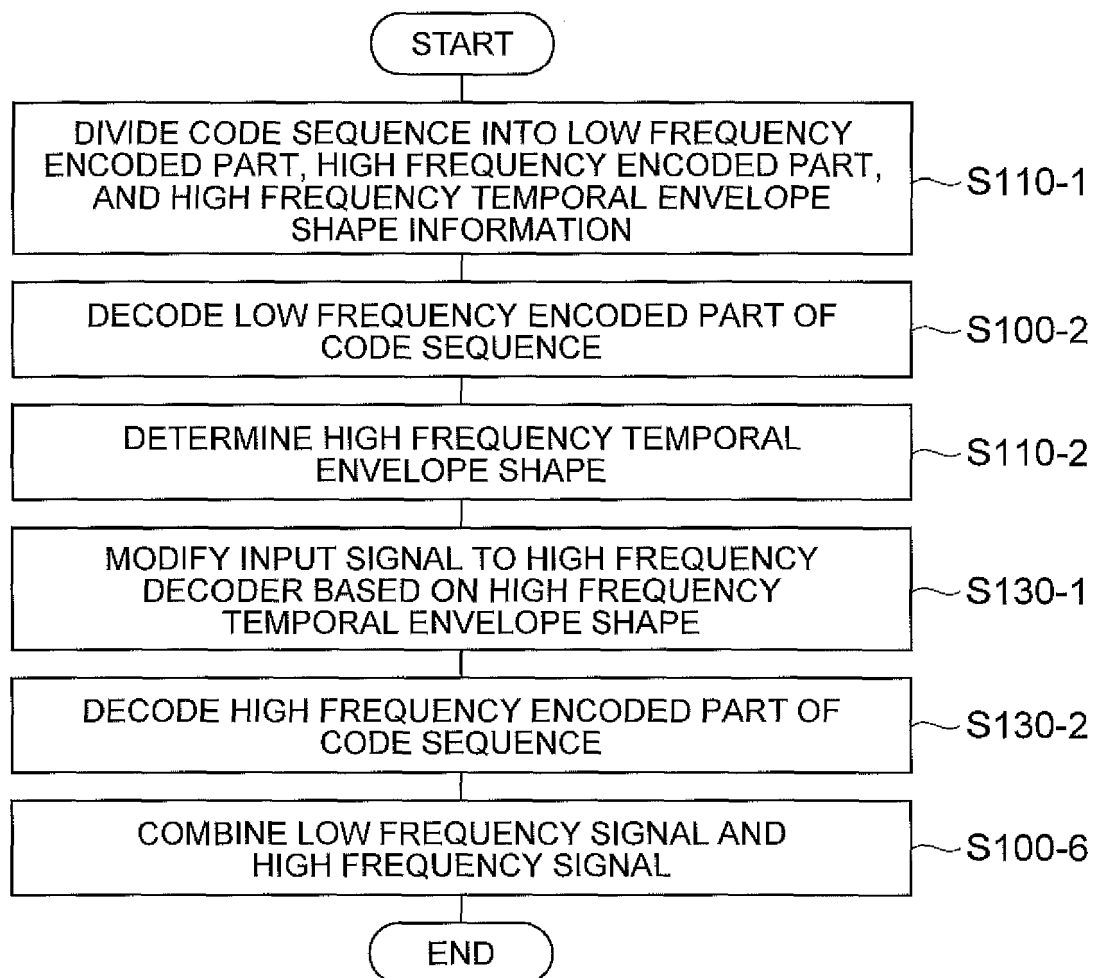 START
DIVIDE CODE SEQUENCE INTO LOW FREQUENCY
ENCODED PART, HIGH FREQUENCY ENCODED PART,
AND HIGH FREQUENCY TEMPORAL ENVELOPE
SHAPE INFORMATION
S110-1
DECODE LOW FREQUENCY ENCODED PART OF
CODE SEQUENCE
S100-2
DETERMINE HIGH FREQUENCY TEMPORAL
ENVELOPE SHAPE
S110-2
MODIFY INPUT SIGNAL TO HIGH FREQUENCY
DECODER BASED ON HIGH FREQUENCY
TEMPORAL ENVELOPE SHAPE
S130-1
DECODE HIGH FREQUENCY ENCODED PART OF
CODE SEQUENCE
S130-2
COMBINE LOW FREQUENCY SIGNAL AND
HIGH FREQUENCY SIGNAL
S100-6
END